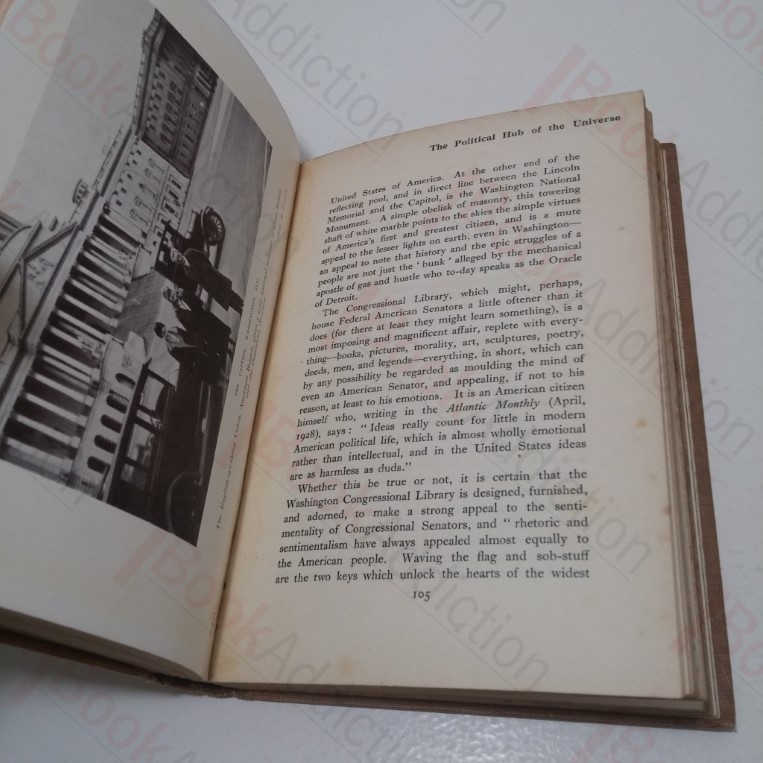 The Political Hub of the Universe
United States of America. At the other end of the
reflecting pool, and in direct line between the Lincoln
Memorial and the Capitol, is the Washington National
Monument. A simple obelisk of masonry, this towering
shaft of white marble points to the skies the simple virtues
of America's first and greatest citizen, and is a mute
appeal to the lesser lights on earth, even in Washington—
an appeal to note that history and the epic struggles of a
people are not just the ' bunk ' alleged by the mechanical
apostle of gas and hustle who to-day speaks as the Oracle
of Detroit.
The Congressional Library, which might, perhaps,
house Federal American Senators a little oftener than it
does (for there at least they might learn something), is a
most imposing and magnificent affair, replete with every-
thing—books, pictures, morality, art, sculptures, poetry,
deeds, men, and legends—everything, in short, which can
by any possibility be regarded as moulding the mind of
even an American Senator, and appealing, if not to his
reason, at least to his emotions. It is an American citizen
himself who, writing in the Atlantic Monthly (April,
1928), says: " Ideas really count for little in modern
American political life, which is almost wholly emotional
rather than intellectual, and in the United States ideas
are as harmless as duds."
Whether this be true or not, it is certain that the
Washington Congressional Library is designed, furnished,
and adorned, to make a strong appeal to the senti-
mentality of Congressional Senators, and " rhetoric and
sentimentalism have always appealed almost equally to
the American people. Waving the flag and sob-stuff
are the two keys which unlock the hearts of the widest
105
BookAddiction